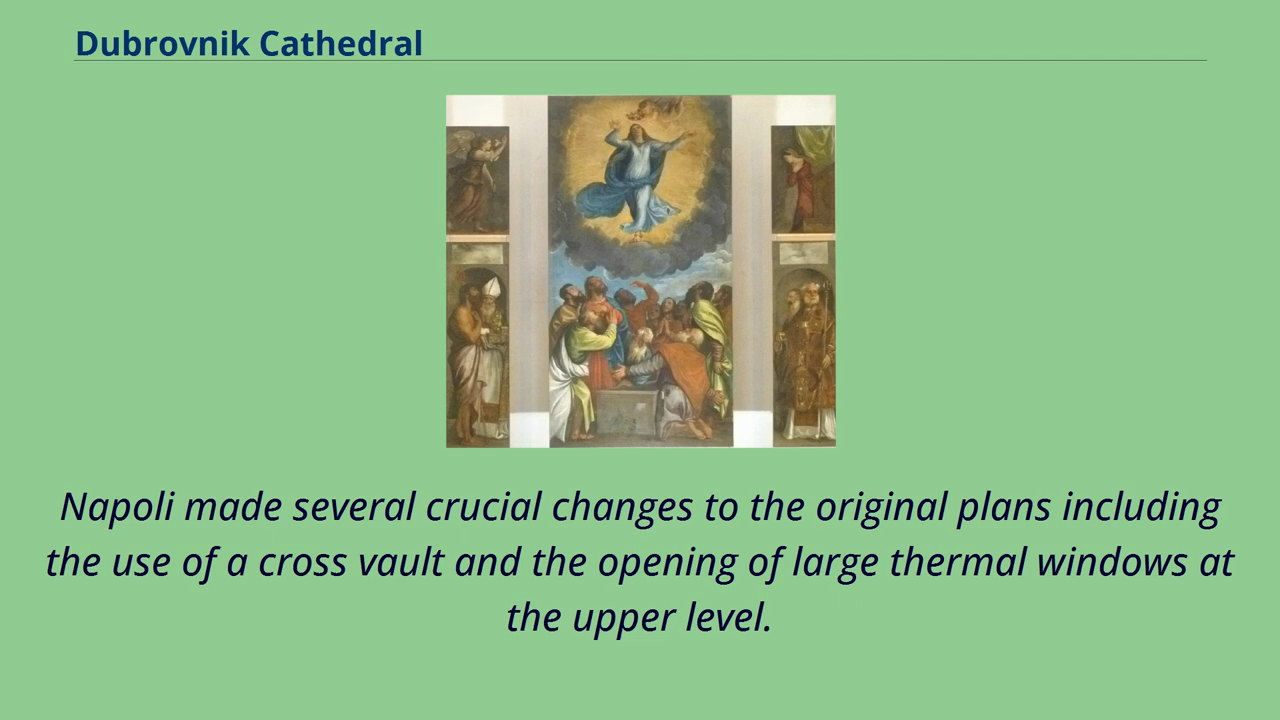 Dubrovnik Cathedral
Napoli made several crucial changes to the original plans including
the use of a cross vault and the opening of large thermal windows at
the upper level.